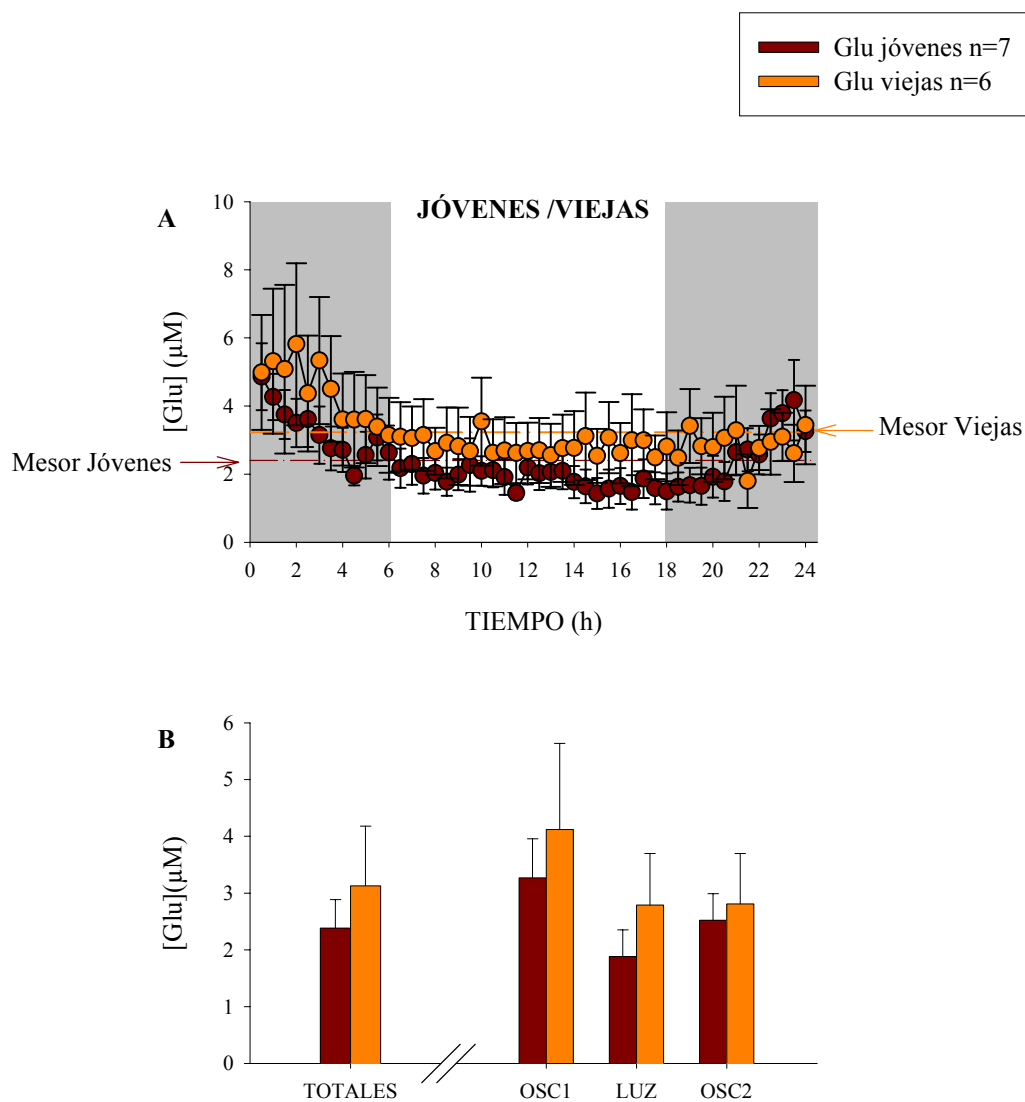 Glu jóvenes n=7
Glu viejas n=6
A
JÓVENES /VIEJAS
10
8
6
4
2
0
[Glu] (µM)
Mesor Jóvenes
Mesor Viejas
0 2 4 6 8 10 12 14 16 18 20 22 24
TIEMPO (h)
B
6
5
4
3
2
1
0
[Glu](µM)
TOTALES OSC1 LUZ OSC2